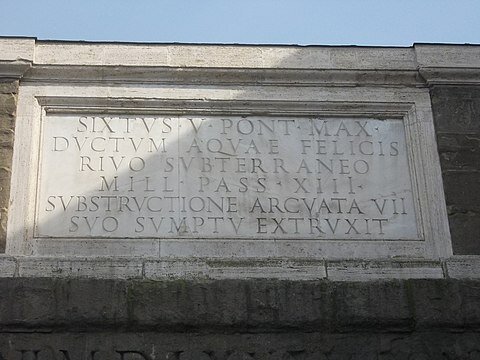 SIXTVS · V · PONT · MAX ·
DVCTVM AQVAE FELICIS
RIVO SVBTERRANEO
MILL · PASS · XIII ·
SVBSTRVCTIONE ARCVATA VII
SVO SVMPTV EXTRVXIT